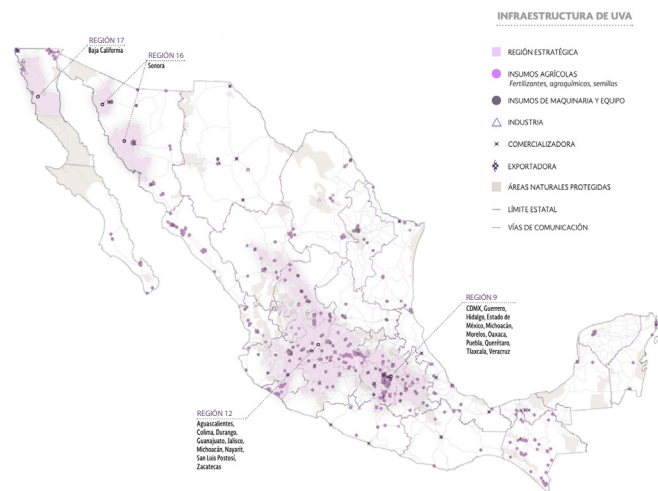 INFRAESTRUCTURA DE UVA
REGIÓN 17
Baja California
REGIÓN 16
Sonora
REGIÓN ESTRATÉGICA
INSUMOS AGRÍCOLAS
Fertilizantes, agroquímicos, semillas
INSUMOS DE MAQUINARIA Y EQUIPO
INDUSTRIA
COMERCIALIZADORA
EXPORTADORA
ÁREAS NATURALES PROTEGIDAS
LÍMITE ESTATAL
VÍAS DE COMUNICACIÓN
REGIÓN 9
CDMX, Guerrero,
Hidalgo, Estado de
México, Michoacán,
Morelos, Oaxaca,
Puebla, Querétaro,
Tlaxcala, Veracruz
REGIÓN 12
Aguascalientes,
Colima, Durango,
Guanajuato, Jalisco,
Michoacán, Nayarit,
San Luis Postosí,
Zacatecas